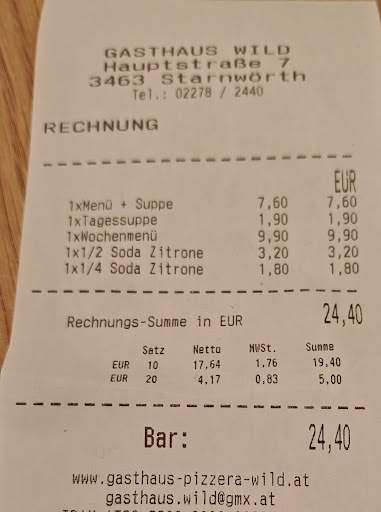 GASTHAUS WILD
Hauptstraße 7
3463 Starnwörth
Tel.: 02278 / 2440
RECHNUNG
EUR
1xMenü + Suppe 7,60 7,60
1xTagessuppe 1,90 1,90
1xWochenmenü 9,90 9,90
1x1/2 Soda Zitrone 3,20 3,20
1x1/4 Soda Zitrone 1,80 1,80
Rechnungs-Summe in EUR 24,40
Satz Netto MWSt. Summe
EUR 10 17,64 1,76 19,40
EUR 20 4,17 0,83 5,00
Bar: 24,40
www.gasthaus-pizzera-wild.at
gasthaus.wild@gmx.at